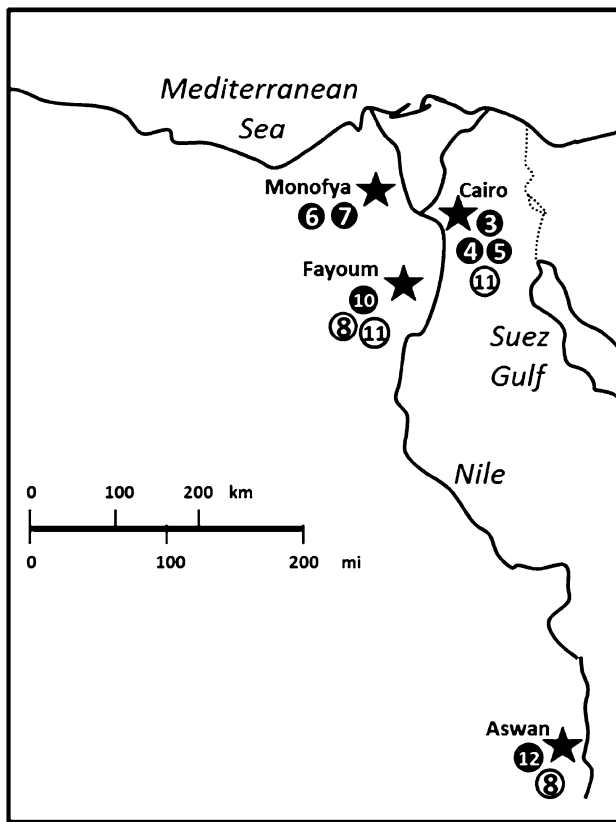 Mediterranean
Sea
Monofya
6 7
Cairo
3
4 5
11
Fayoum
10
8 11
Suez
Gulf
Nile
0 100 200 km
0 100 200 mi
Aswan
12
8